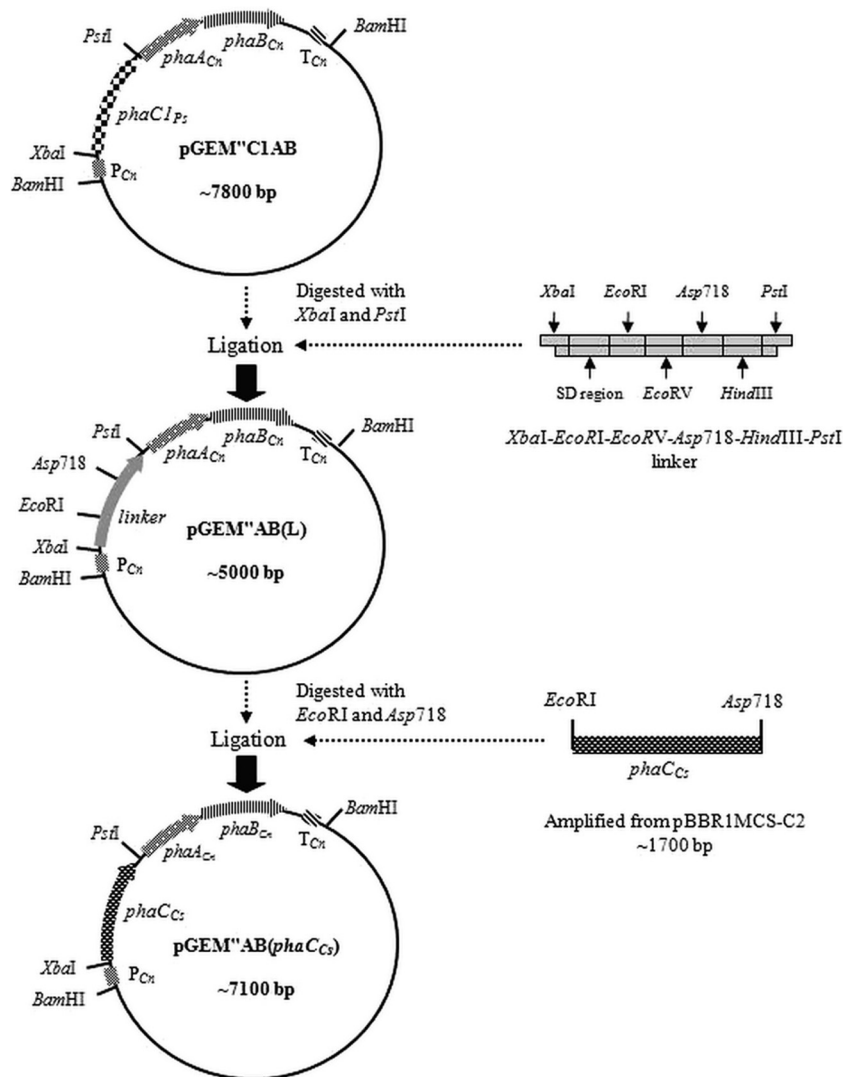 BamHI
PstI
phaACn
phaBCn
TCn
phaC1Ps
pGEM"C1AB
XbaI
PCn
~7800 bp
BamHI
Digested with
XbaI and PstI
Ligation
XbaI EcoRI Asp718 PstI
SD region EcoRV HindIII
XbaI-EcoRI-EcoRV-Asp718-HindIII-PstI
linker
BamHI
PstI
phaACn
phaBCn
TCn
Asp718
EcoRI
linker
pGEM"AB(L)
XbaI
PCn
~5000 bp
BamHI
Digested with
EcoRI and Asp718
Ligation
EcoRI Asp718
phaCCs
Amplified from pBBR1MCS-C2
~1700 bp
BamHI
PstI
phaACn
phaBCn
TCn
phaCCs
pGEM"AB(phaCCs)
XbaI
PCn
~7100 bp
BamHI